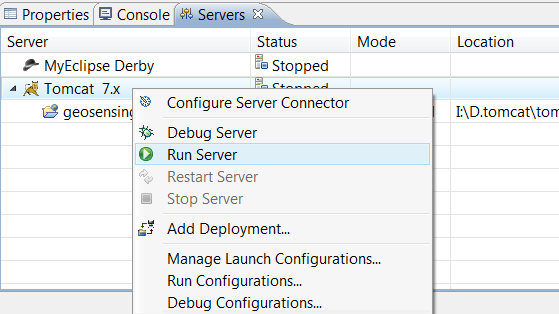 Properties Console Servers
Server Status Mode Location
MyEclipse Derby Stopped
Tomcat 7.x Stopped
geosensing I:\D.tomcat\tom
Configure Server Connector
Debug Server
Run Server
Restart Server
Stop Server
Add Deployment...
Manage Launch Configurations...
Run Configurations...
Debug Configurations...